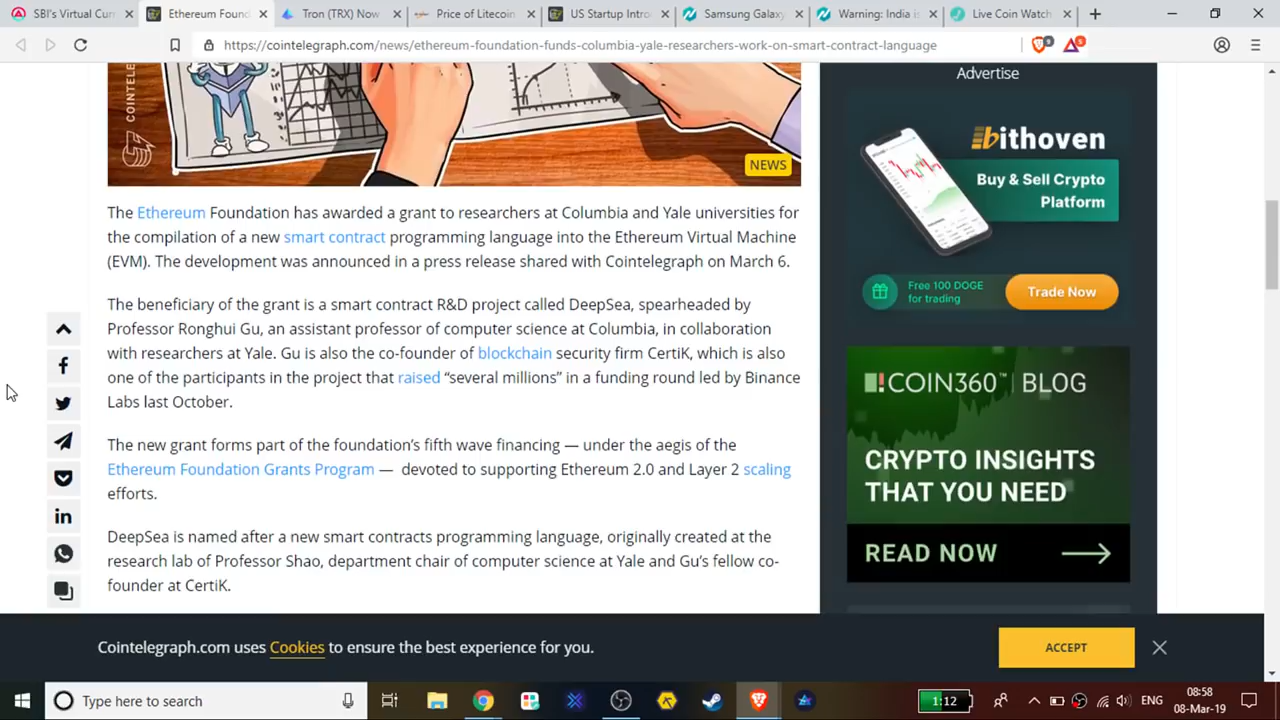 SBI's Virtual Curr
Ethereum Found
Tron (TRX) Now
Price of Litecoin
US Startup Intro
Samsung Galaxy
Warning: India is
Live Coin Watch
https://cointelegraph.com/news/ethereum-foundation-funds-columbia-yale-researchers-work-on-smart-contract-language
COINTELE
NEWS
The Ethereum Foundation has awarded a grant to researchers at Columbia and Yale universities for
the compilation of a new smart contract programming language into the Ethereum Virtual Machine
(EVM). The development was announced in a press release shared with Cointelegraph on March 6.
The beneficiary of the grant is a smart contract R&D project called DeepSea, spearheaded by
Professor Ronghui Gu, an assistant professor of computer science at Columbia, in collaboration
with researchers at Yale. Gu is also the co-founder of blockchain security firm CertiK, which is also
one of the participants in the project that raised “several millions” in a funding round led by Binance
Labs last October.
The new grant forms part of the foundation’s fifth wave financing — under the aegis of the
Ethereum Foundation Grants Program — devoted to supporting Ethereum 2.0 and Layer 2 scaling
efforts.
DeepSea is named after a new smart contracts programming language, originally created at the
research lab of Professor Shao, department chair of computer science at Yale and Gu’s fellow co-
founder at CertiK.
Advertise
bithoven
Buy & Sell Crypto
Platform
Free 100 DOGE
for trading
Trade Now
COIN360™ BLOG
CRYPTO INSIGHTS
THAT YOU NEED
READ NOW
Cointelegraph.com uses Cookies to ensure the best experience for you.
ACCEPT
Type here to search
1:12
ENG
08:58
08-Mar-19